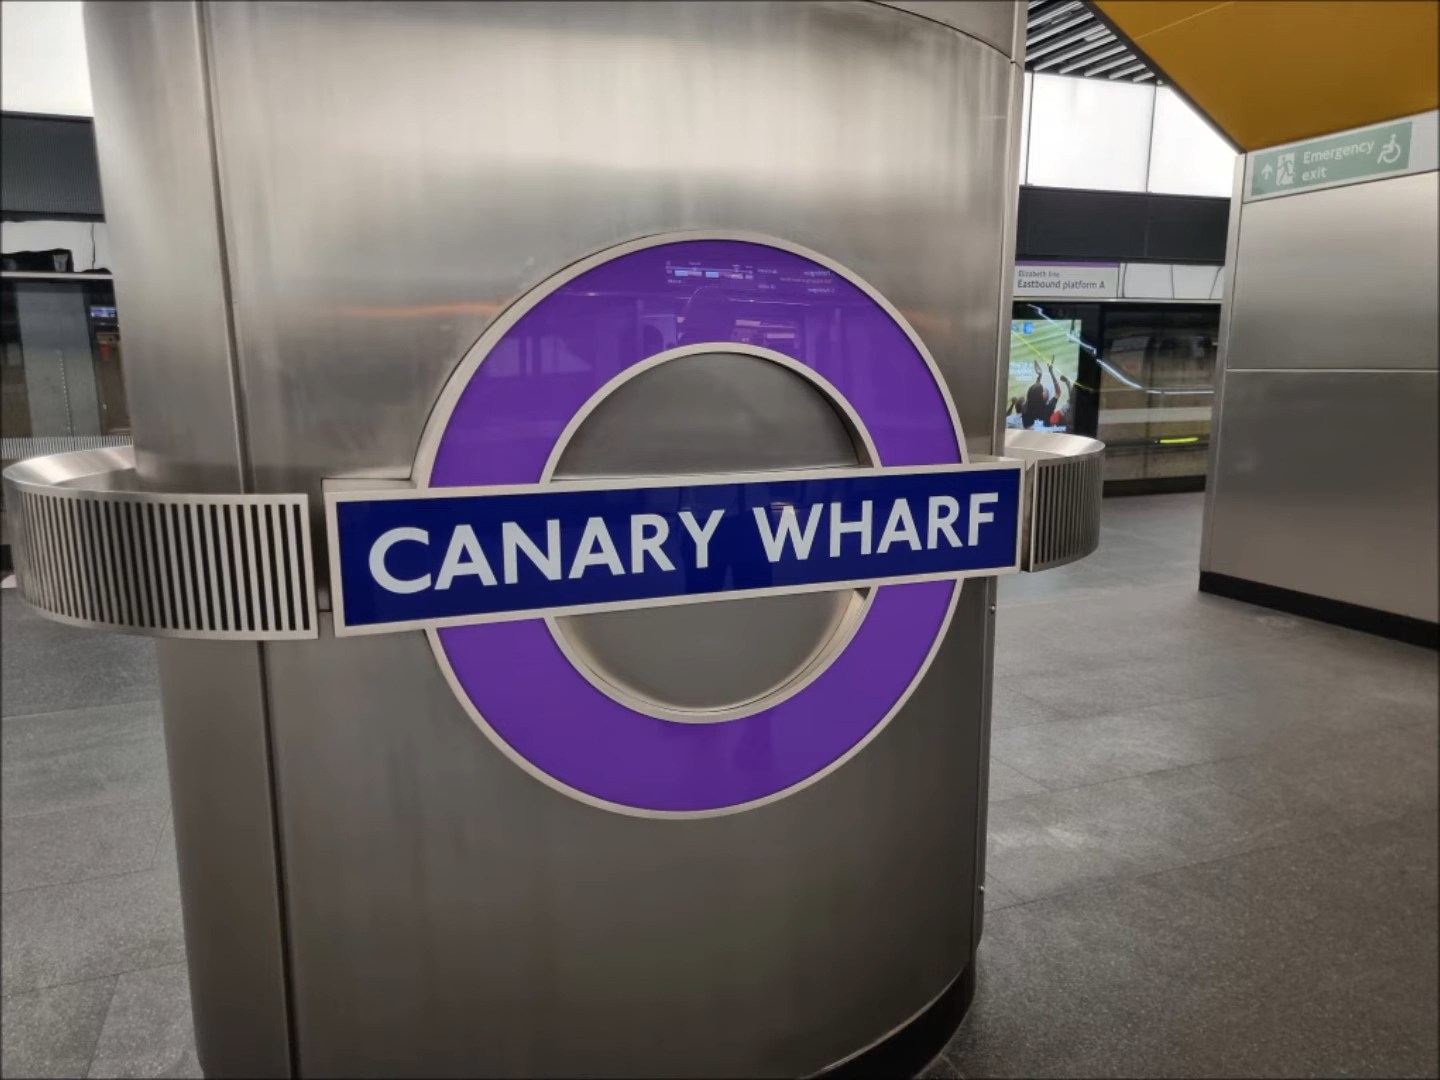 CANARY WHARF
Emergency
exit
Elizabeth line
Eastbound platform A